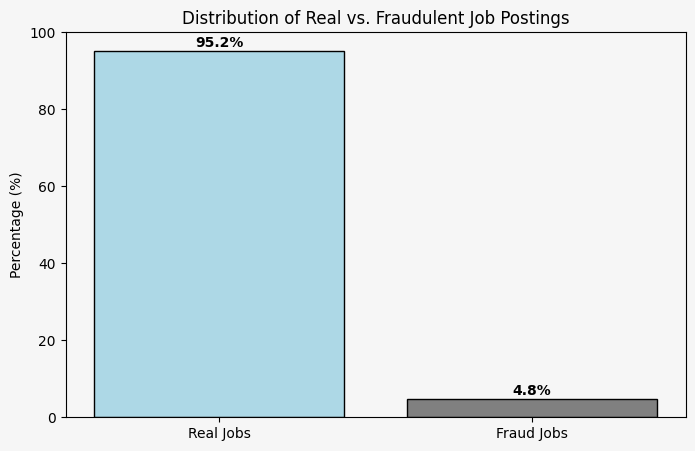 Distribution of Real vs. Fraudulent Job Postings
Percentage (%)
100
80
60
40
20
0
95.2%
4.8%
Real Jobs
Fraud Jobs